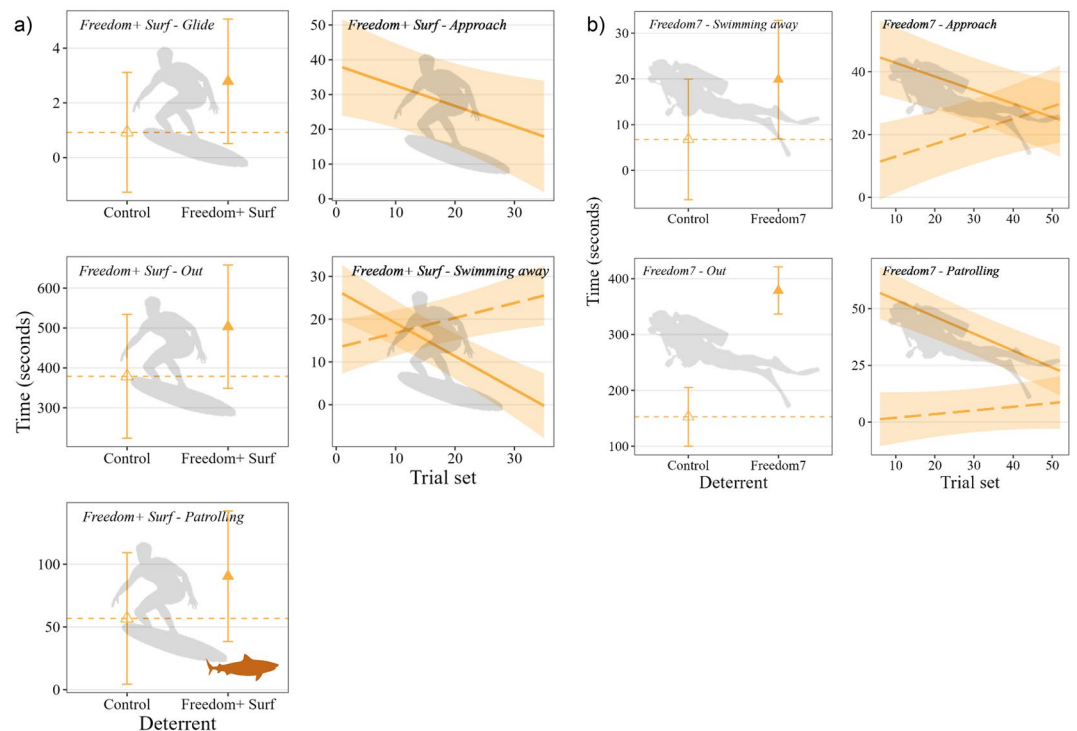 a)
Freedom+ Surf - Glide
4
2
0
Control Freedom+ Surf
Freedom+ Surf - Approach
50
40
30
20
10
0
0 10 20 30
Freedom+ Surf - Out
600
500
400
300
Time (seconds)
Control Freedom+ Surf
Freedom+ Surf - Swimming away
30
20
10
0
0 10 20 30
Trial set
Freedom+ Surf - Patrolling
100
50
0
Control Freedom+ Surf
Deterrent
b)
Freedom7 - Swimming away
30
20
10
0
Control Freedom7
Freedom7 - Approach
40
20
0
10 20 30 40 50
Time (seconds)
Freedom7 - Out
400
300
200
100
Control Freedom7
Deterrent
Freedom7 - Patrolling
50
25
0
10 20 30 40 50
Trial set